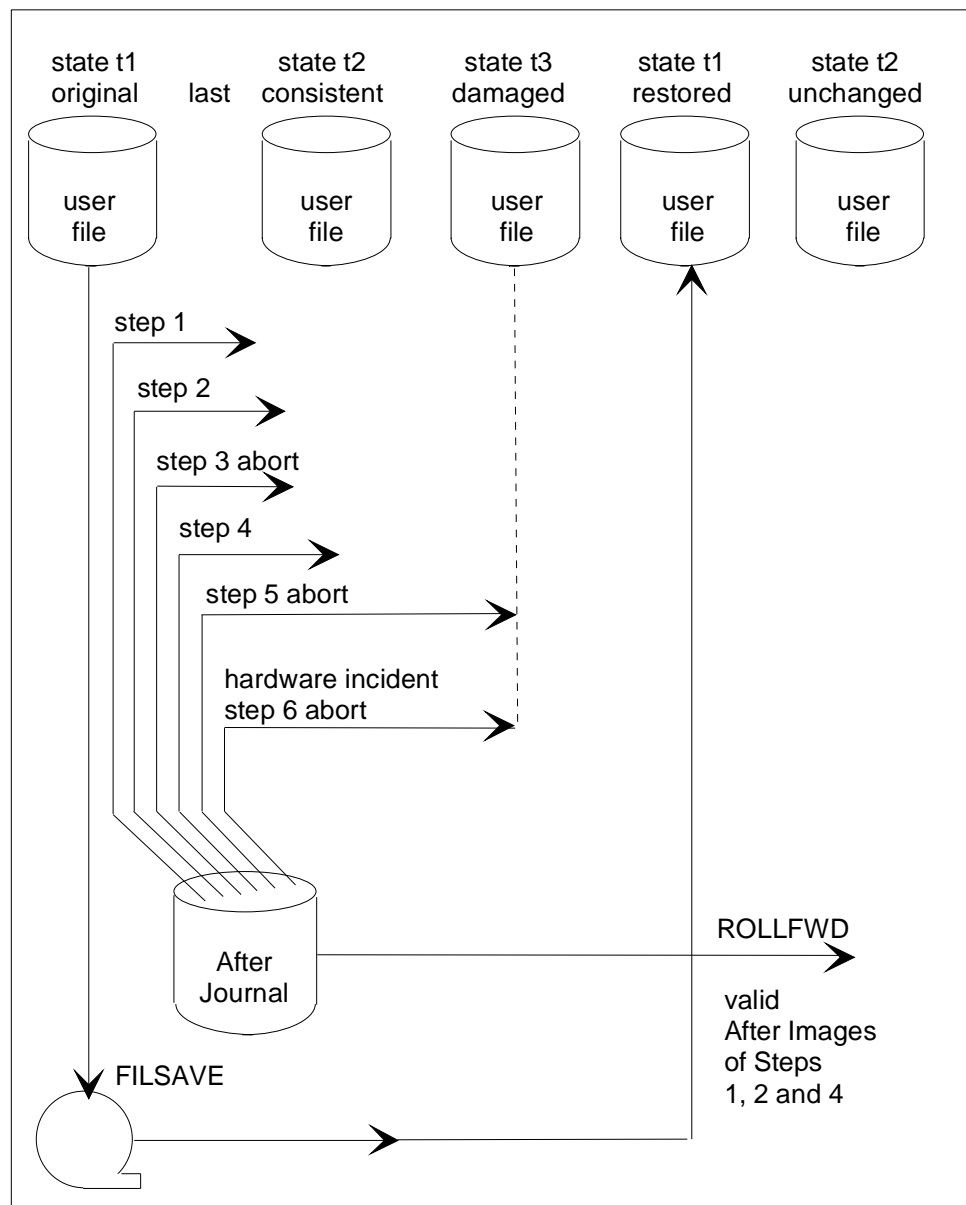 state t1
original
last
state t2
consistent
state t3
damaged
state t1
restored
state t2
unchanged
user
file
user
file
user
file
user
file
user
file
step 1
step 2
step 3 abort
step 4
step 5 abort
hardware incident
step 6 abort
After
Journal
ROLLFWD
valid
After Images
of Steps
1, 2 and 4
FILSAVE